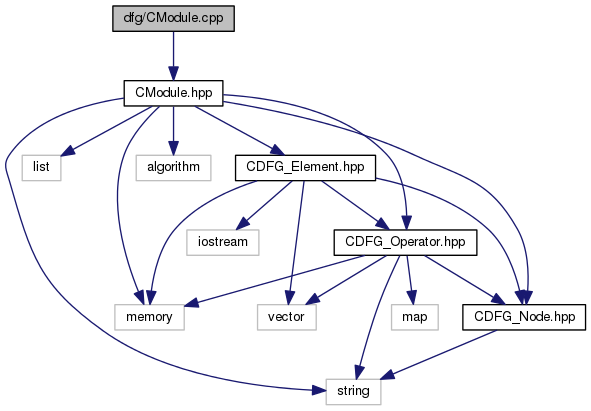 dfg/CModule.cpp
CModule.hpp
list
algorithm
CDFG_Element.hpp
iostream
CDFG_Operator.hpp
memory
vector
map
CDFG_Node.hpp
string